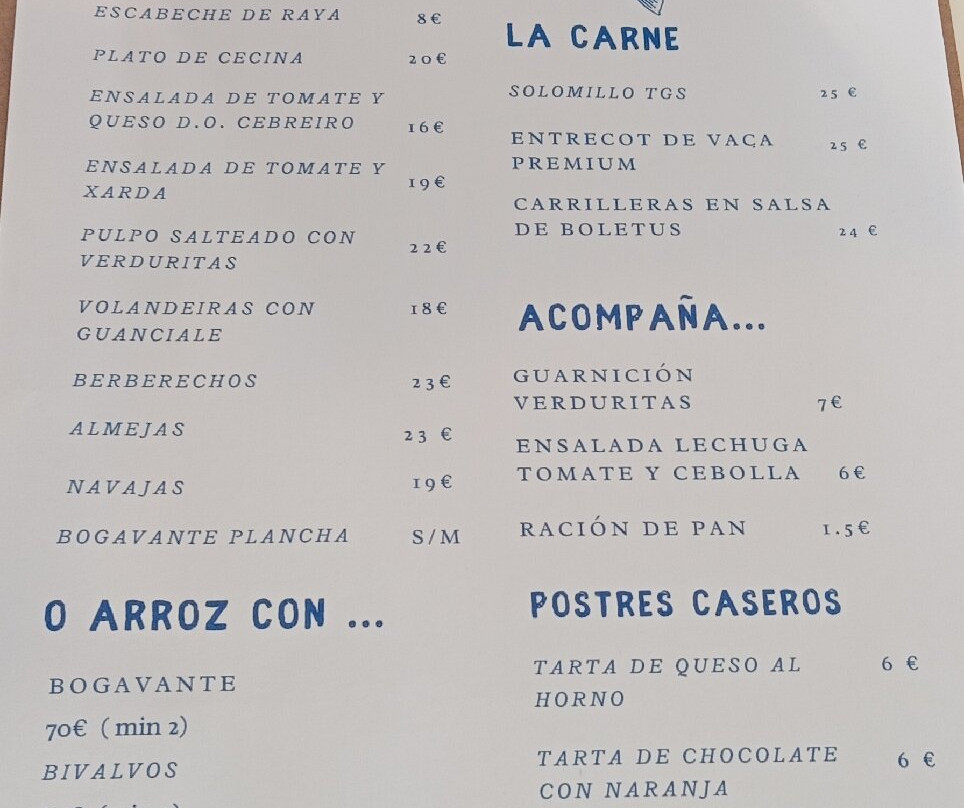 ESCABECHE DE RAYA 8€
PLATO DE CECINA 20€
ENSALADA DE TOMATE Y
QUESO D.O. CEBREIRO 16€
ENSALADA DE TOMATE Y
XARDA 19€
PULPO SALTEADO CON
VERDURITAS 22€
VOLANDEIRAS CON 18€
GUANCIALE
BERBERECHOS 23€
ALMEJAS 23 €
NAVAJAS 19€
BOGAVANTE PLANCHA S/M
O ARROZ CON ...
BOGAVANTE
70€ (min 2)
BIVALVOS
LA CARNE
SOLOMILLO TGS 25 €
ENTRECOT DE VACA 25 €
PREMIUM
CARRILLERAS EN SALSA
DE BOLETUS 24 €
ACOMPAÑA...
GUARNICIÓN
VERDURITAS 7€
ENSALADA LECHUGA
TOMATE Y CEBOLLA 6€
RACIÓN DE PAN 1.5€
POSTRES CASEROS
TARTA DE QUESO AL 6 €
HORNO
TARTA DE CHOCOLATE 6 €
CON NARANJA